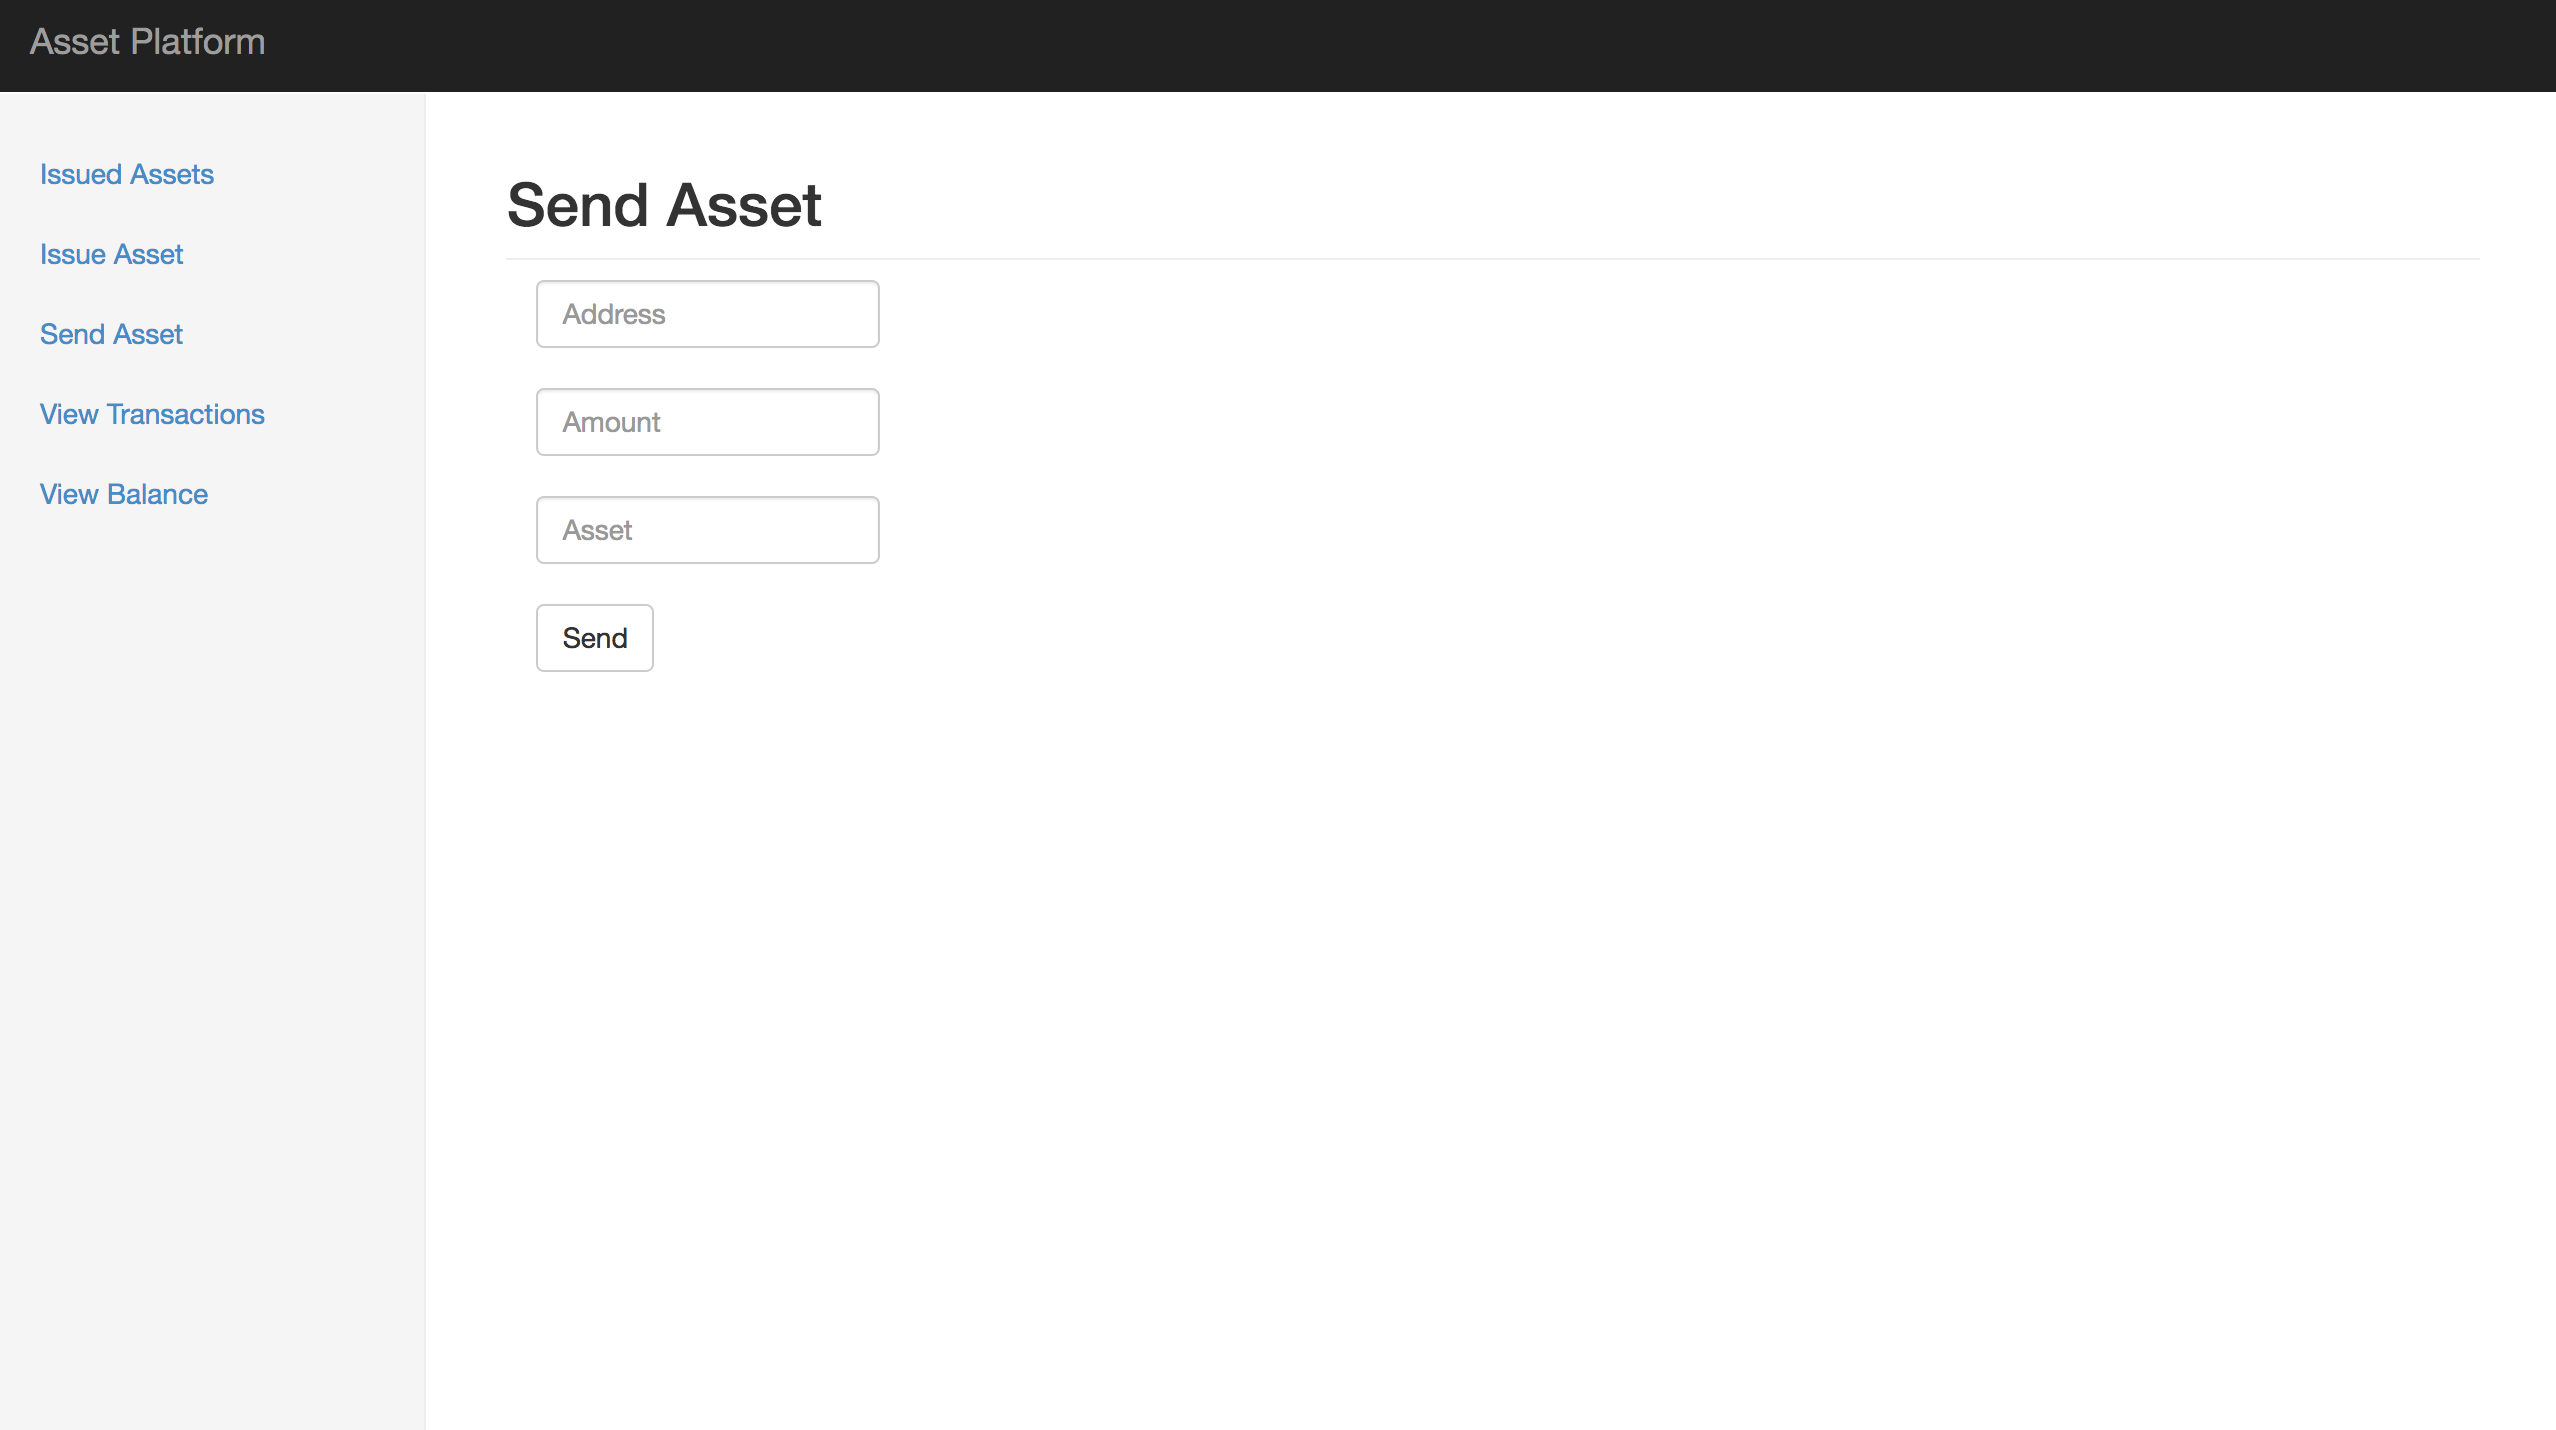 Asset Platform
Issued Assets
Issue Asset
Send Asset
View Transactions
View Balance
Send Asset
Address
Amount
Asset
Send